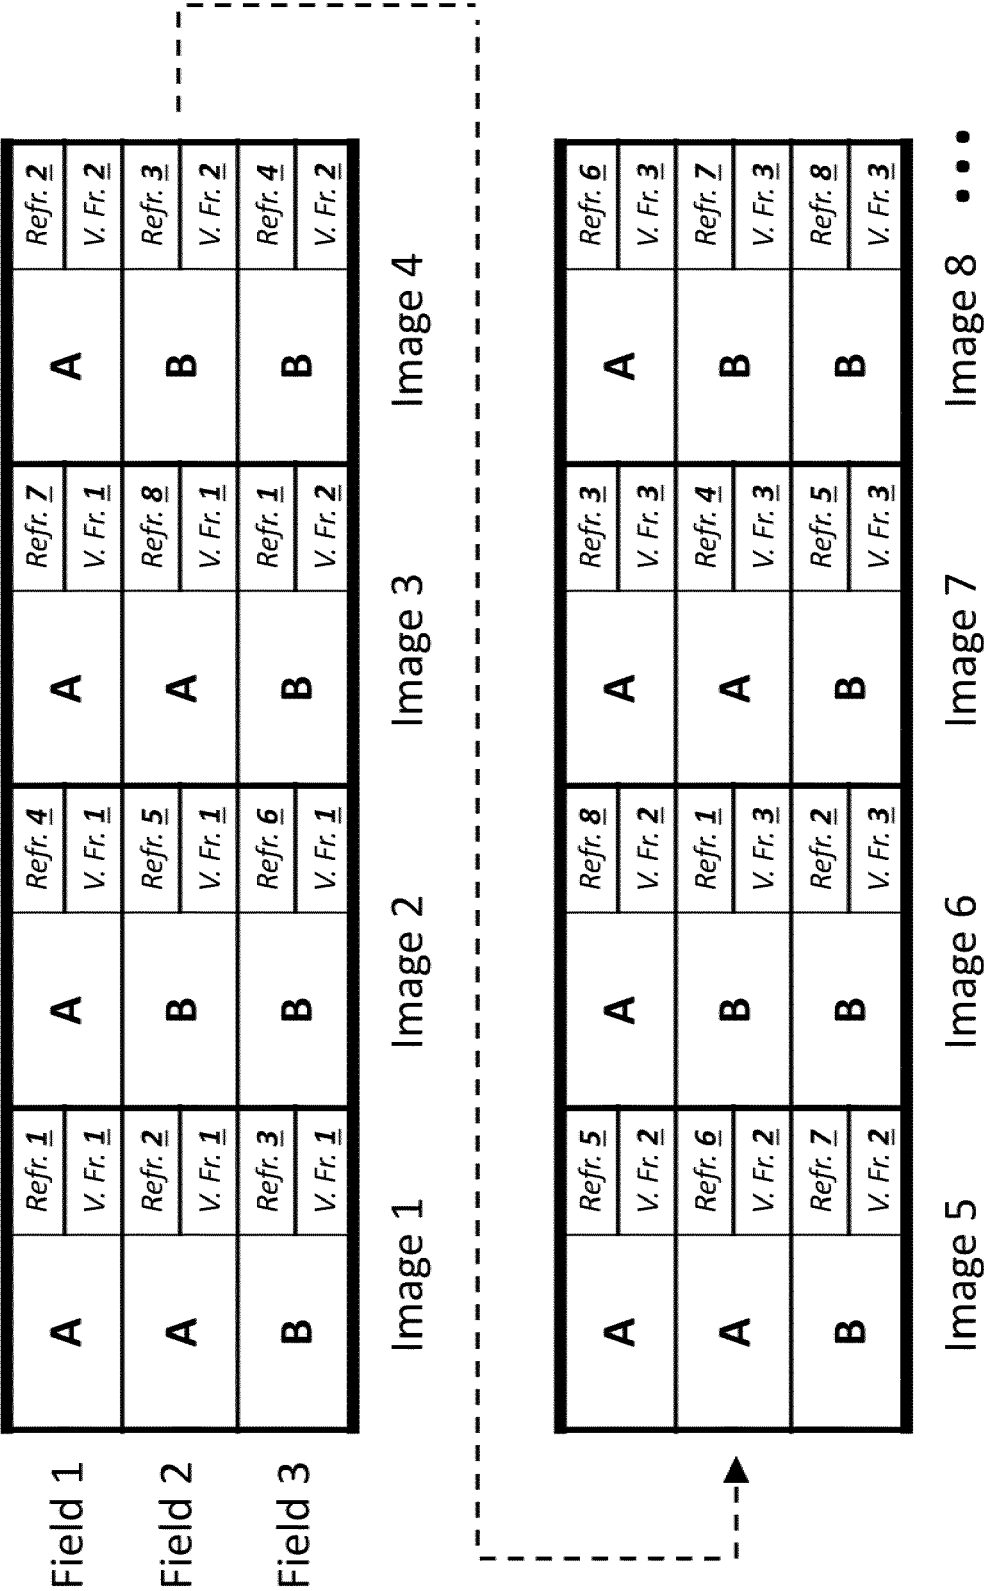 Field 1
A
Refr. 1
V. Fr. 1
A
Refr. 4
V. Fr. 1
A
Refr. 7
V. Fr. 1
A
Refr. 2
V. Fr. 2
Field 2
A
Refr. 2
V. Fr. 1
B
Refr. 5
V. Fr. 1
A
Refr. 8
V. Fr. 1
B
Refr. 3
V. Fr. 2
Field 3
B
Refr. 3
V. Fr. 1
B
Refr. 6
V. Fr. 1
B
Refr. 1
V. Fr. 2
B
Refr. 4
V. Fr. 2
Image 1
Image 2
Image 3
Image 4
A
Refr. 5
V. Fr. 2
A
Refr. 8
V. Fr. 2
A
Refr. 3
V. Fr. 3
A
Refr. 6
V. Fr. 3
A
Refr. 6
V. Fr. 2
B
Refr. 1
V. Fr. 3
A
Refr. 4
V. Fr. 3
B
Refr. 7
V. Fr. 3
B
Refr. 7
V. Fr. 2
B
Refr. 2
V. Fr. 3
B
Refr. 5
V. Fr. 3
B
Refr. 8
V. Fr. 3
Image 5
Image 6
Image 7
Image 8
...